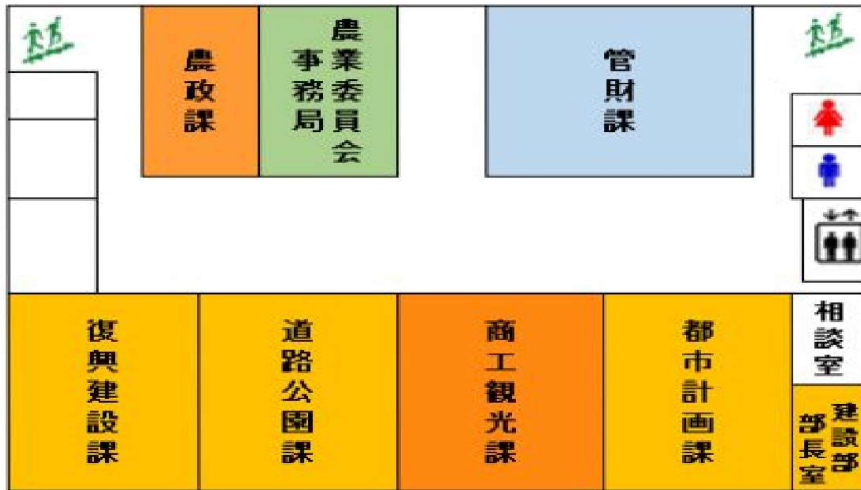 農政課
農業委員会
事務局
管財課
復興建設課
道路公園課
商工観光課
都市計画課
相談室
建設部
部長室